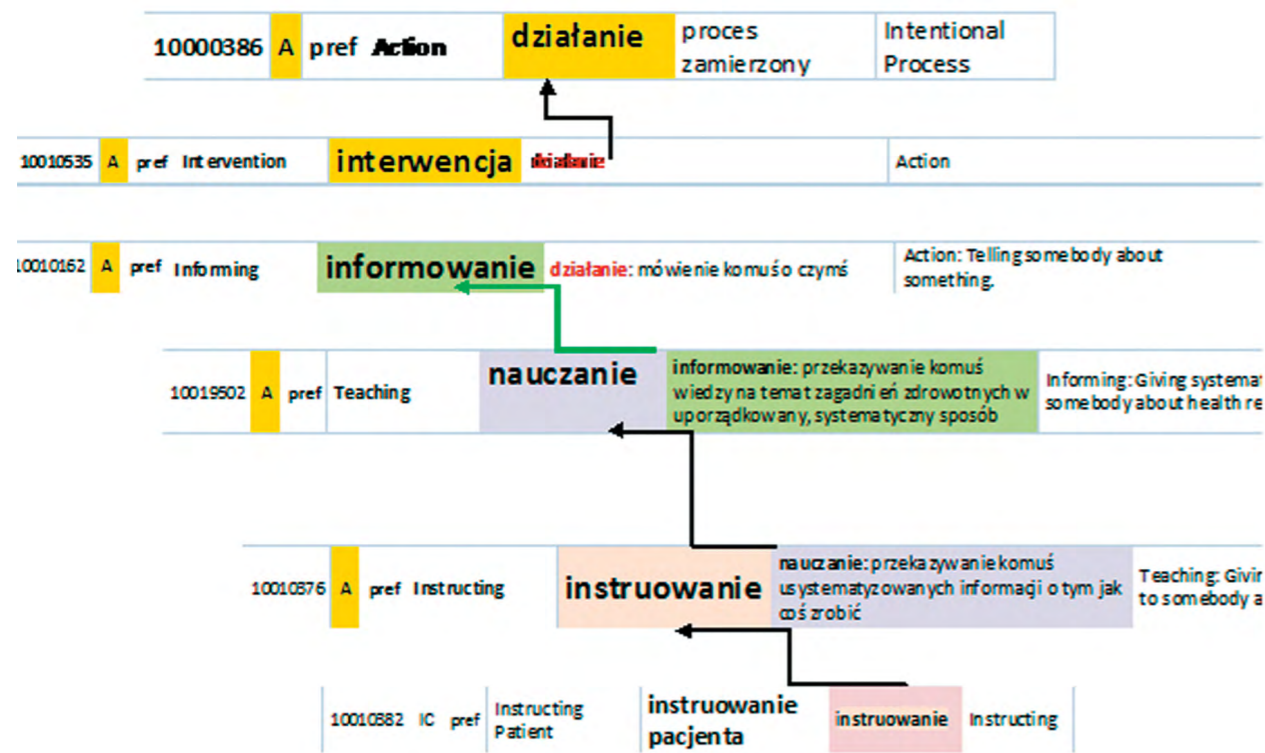 10000386 A pref Action działanie proces zamierzony Intentional Process
10010535 A pref Intervention interwencja działanie Action
10010162 A pref Informing informowanie działanie: mówienie komuś o czymś Action: Telling somebody about something.
10019502 A pref Teaching nauczanie informowanie: przekazywanie komuś wiedzy na temat zagadnień zdrowotnych w uporządkowany, systematyczny sposób Informing: Giving systemat somebody about health re
10010376 A pref Instructing instruowanie nauczanie: przekazywanie komuś usystematyzowanych informacji o tym jak coś zrobić Teaching: Givin to somebody a
10010382 IC pref Instructing Patient instruowanie pacjenta instruowanie Instructing